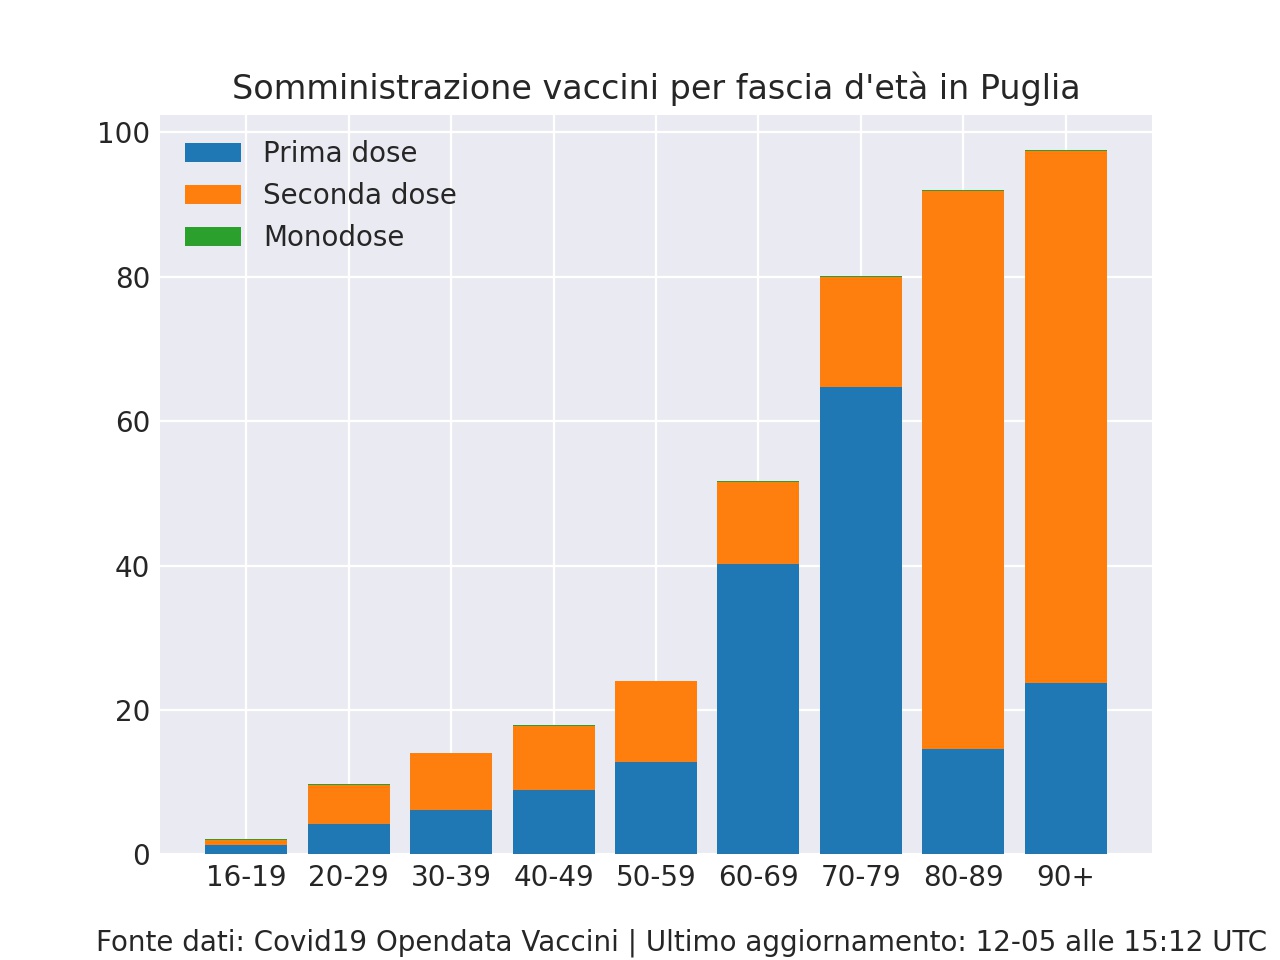 Somministrazione vaccini per fascia d'età in Puglia
100
80
60
40
20
0
Prima dose
Seconda dose
Monodose
16-19 20-29 30-39 40-49 50-59 60-69 70-79 80-89 90+
Fonte dati: Covid19 Opendata Vaccini | Ultimo aggiornamento: 12-05 alle 15:12 UTC